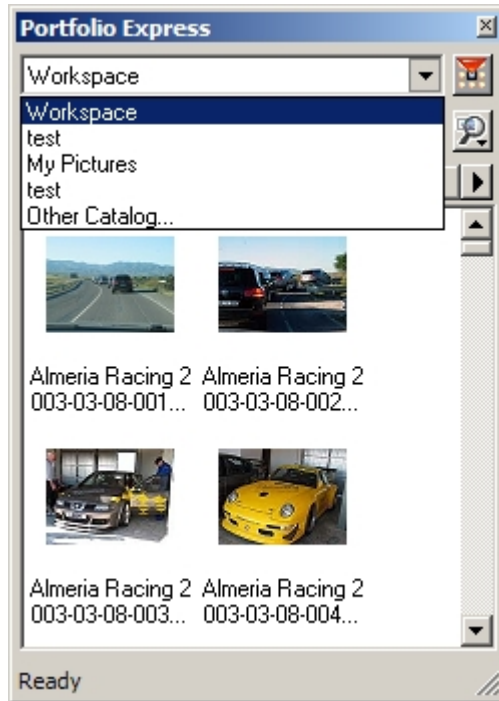 Portfolio Express
Workspace
Workspace
test
My Pictures
test
Other Catalog...
Almeria Racing 2 Almeria Racing 2
003-03-08-001... 003-03-08-002...
Almeria Racing 2 Almeria Racing 2
003-03-08-003... 003-03-08-004...
Ready